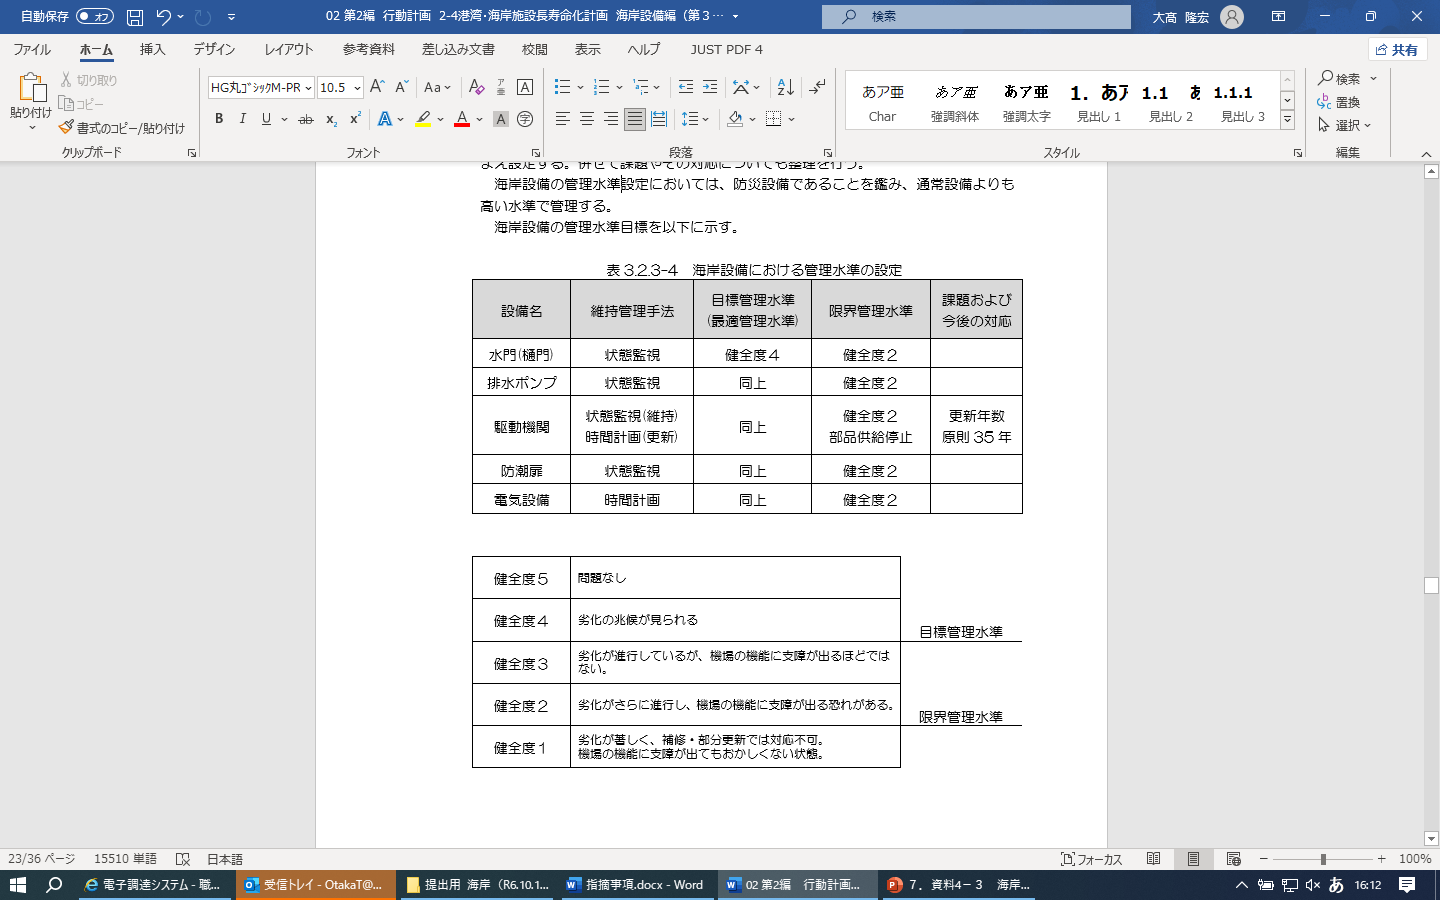 自動保存 オフ
02 第2編 行動計画 2-4港湾･海岸施設長寿命化計画 海岸設備編（第３…
検索
大高 隆宏
ファイル ホーム 挿入 デザイン レイアウト 参考資料 差し込み文書 校閲 表示 ヘルプ JUST PDF 4
共有
貼り付け
切り取り
コピー
書式のコピー/貼り付け
クリップボード
HG丸ｺﾞｼｯｸM-PR 10.5
フォント
段落
あア亜 あア亜 あア亜 1. あア 1.1 あ 1.1.1
Char 強調斜体 強調太字 見出し 1 見出し 2 見出し 3
スタイル
検索
置換
選択
編集
まえ設定する。併せて課題やその対応についても整理を行う。
海岸設備の管理水準設定においては、防災設備であることを鑑み、通常設備よりも
高い水準で管理する。
海岸設備の管理水準目標を以下に示す。
表 3.2.3-4 海岸設備における管理水準の設定
設備名 維持管理手法 目標管理水準 (最適管理水準) 限界管理水準 課題および 今後の対応
水門(樋門) 状態監視 健全度４ 健全度２
排水ポンプ 状態監視 同上 健全度２
駆動機関 状態監視(維持) 時間計画(更新) 同上 健全度２ 部品供給停止 更新年数 原則 35 年
防潮扉 状態監視 同上 健全度２
電気設備 時間計画 同上 健全度２
健全度５ 問題なし
健全度４ 劣化の兆候が見られる
目標管理水準
健全度３ 劣化が進行しているが、機場の機能に支障が出るほどでは
ない。
健全度２ 劣化がさらに進行し、機場の機能に支障が出る恐れがある。
限界管理水準
健全度１ 劣化が著しく、補修・部分更新では対応不可。
機場の機能に支障が出てもおかしくない状態。
23/36 ページ 15510 単語 日本語
フォーカス
100%
電子調達システム - 職...
受信トレイ - OtakaT@...
提出用 海岸（R6.10.1...
指摘事項.docx - Word
02 第2編 行動計画...
７．資料4－３ 海岸...
あ 16:12